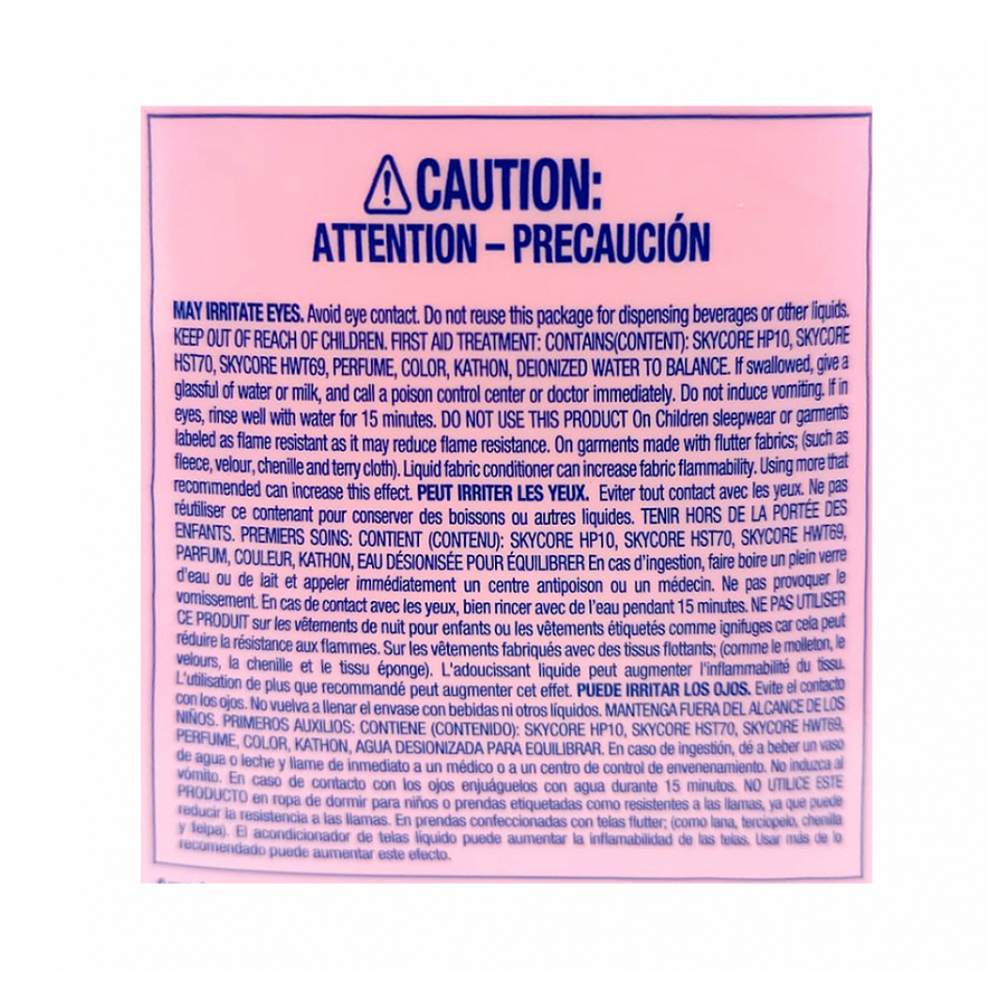 CAUTION:
ATTENTION – PRECAUCIÓN
MAY IRRITATE EYES. Avoid eye contact. Do not reuse this package for dispensing beverages or other liquids.
KEEP OUT OF REACH OF CHILDREN. FIRST AID TREATMENT: CONTAINS(CONTENT): SKYCORE HP10, SKYCORE
HST70, SKYCORE HWT69, PERFUME, COLOR, KATHON, DEIONIZED WATER TO BALANCE. If swallowed, give a
glassful of water or milk, and call a poison control center or doctor immediately. Do not induce vomiting. If in
eyes, rinse well with water for 15 minutes. DO NOT USE THIS PRODUCT On Children sleepwear or garments
labeled as flame resistant as it may reduce flame resistance. On garments made with flutter fabrics; (such as
fleece, velour, chenille and terry cloth). Liquid fabric conditioner can increase fabric flammability. Using more that
recommended can increase this effect. PEUT IRRITER LES YEUX. Eviter tout contact avec les yeux. Ne pas
réutiliser ce contenant pour conserver des boissons ou autres liquides. TENIR HORS DE LA PORTÉE DES
ENFANTS. PREMIERS SOINS: CONTIENT (CONTENU): SKYCORE HP10, SKYCORE HST70, SKYCORE HWT69,
PARFUM, COULEUR, KATHON, EAU DÉSIONISÉE POUR ÉQUILIBRER En cas d'ingestion, faire boire un plein verre
d'eau ou de lait et appeler immédiatement un centre antipoison ou un médecin. Ne pas provoquer le
vomissement. En cas de contact avec les yeux, bien rincer avec de l'eau pendant 15 minutes. NE PAS UTILISER
CE PRODUIT sur les vêtements de nuit pour enfants ou les vêtements étiquetés comme ignifuges car cela peut
réduire la résistance aux flammes. Sur les vêtements fabriqués avec des tissus flottants; (comme le molleton, le
velours, la chenille et le tissu éponge). L'adoucissant liquide peut augmenter l'inflammabilité du tissu.
L'utilisation de plus que recommandé peut augmenter cet effet. PUEDE IRRITAR LOS OJOS. Evite el contacto
con los ojos. No vuelva a llenar el envase con bebidas ni otros líquidos. MANTENGA FUERA DEL ALCANCE DE LOS
NIÑOS. PRIMEROS AUXILIOS: CONTIENE (CONTENIDO): SKYCORE HP10, SKYCORE HST70, SKYCORE HWT69,
PERFUME, COLOR, KATHON, AGUA DESIONIZADA PARA EQUILIBRAR. En caso de ingestión, dé a beber un vaso
de agua o leche y llame de inmediato a un médico o a un centro de control de envenenamiento. No induzca al
vómito. En caso de contacto con los ojos enjuáguelos con agua durante 15 minutos. NO UTILICE ESTE
PRODUCTO en ropa de dormir para niños o prendas etiquetadas como resistentes a las llamas, ya que puede
reducir la resistencia a las llamas. En prendas confeccionadas con telas flutter; (como lana, terciopelo, chenilla
y felpa). El acondicionador de telas líquido puede aumentar la inflamabilidad de las telas. Usar más de lo
recomendado puede aumentar este efecto.